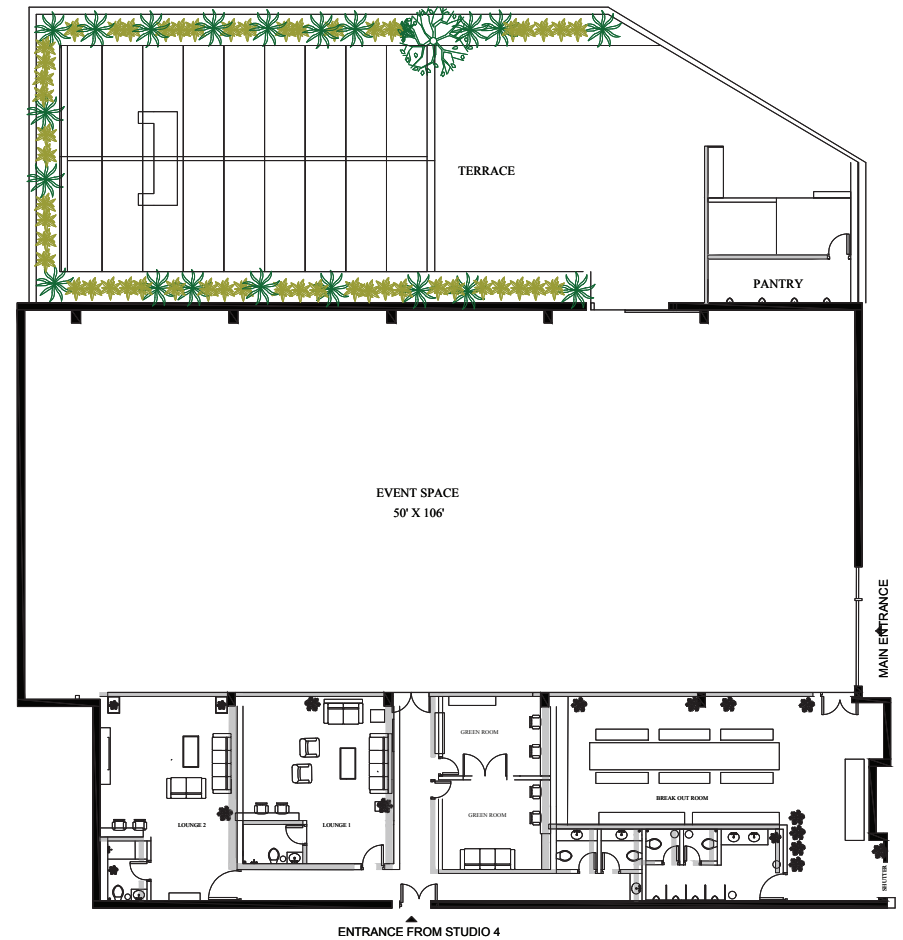 TERRACE
PANTRY
EVENT SPACE
50' X 106'
MAIN ENTRANCE
GREEN ROOM
BREAK OUT ROOM
GREEN ROOM
LOUNGE 2
LOUNGE 1
SHUTTER
ENTRANCE FROM STUDIO 4